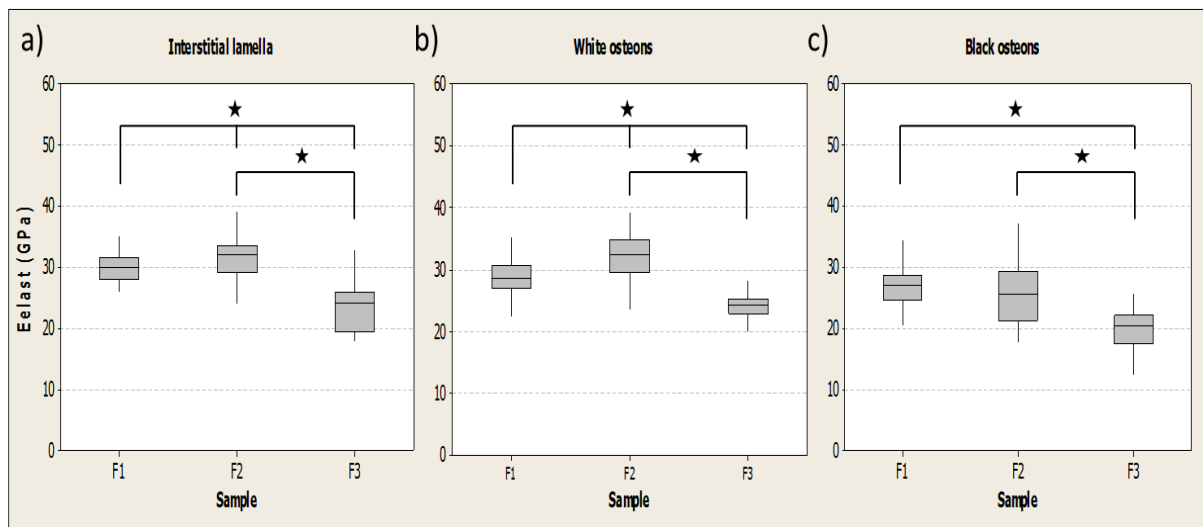 a)
Interstitial lamella
Eelast (GPa)
60
50
40
30
20
10
0
F1 F2 F3
Sample
b)
White osteons
60
50
40
30
20
10
0
F1 F2 F3
Sample
c)
Black osteons
60
50
40
30
20
10
0
F1 F2 F3
Sample